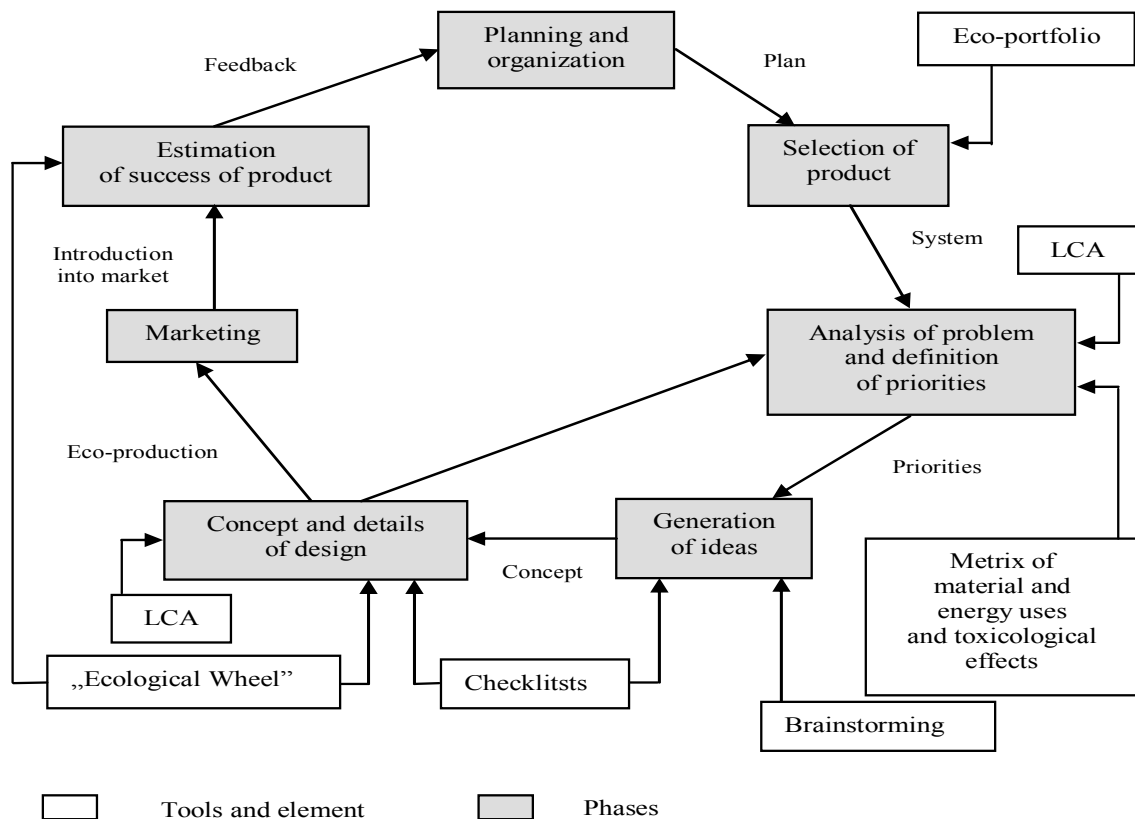 Planning and
organization
Eco-portfolio
Feedback
Plan
Estimation
of success of product
Selection of
product
System
LCA
Introduction
into market
Marketing
Analysis of problem
and definition
of priorities
Eco-production
Priorities
Concept and details
of design
Generation
of ideas
Concept
Metrix of
material and
energy uses
and toxicological
effects
LCA
„Ecological Wheel”
Checklitsts
Brainstorming
Tools and element
Phases